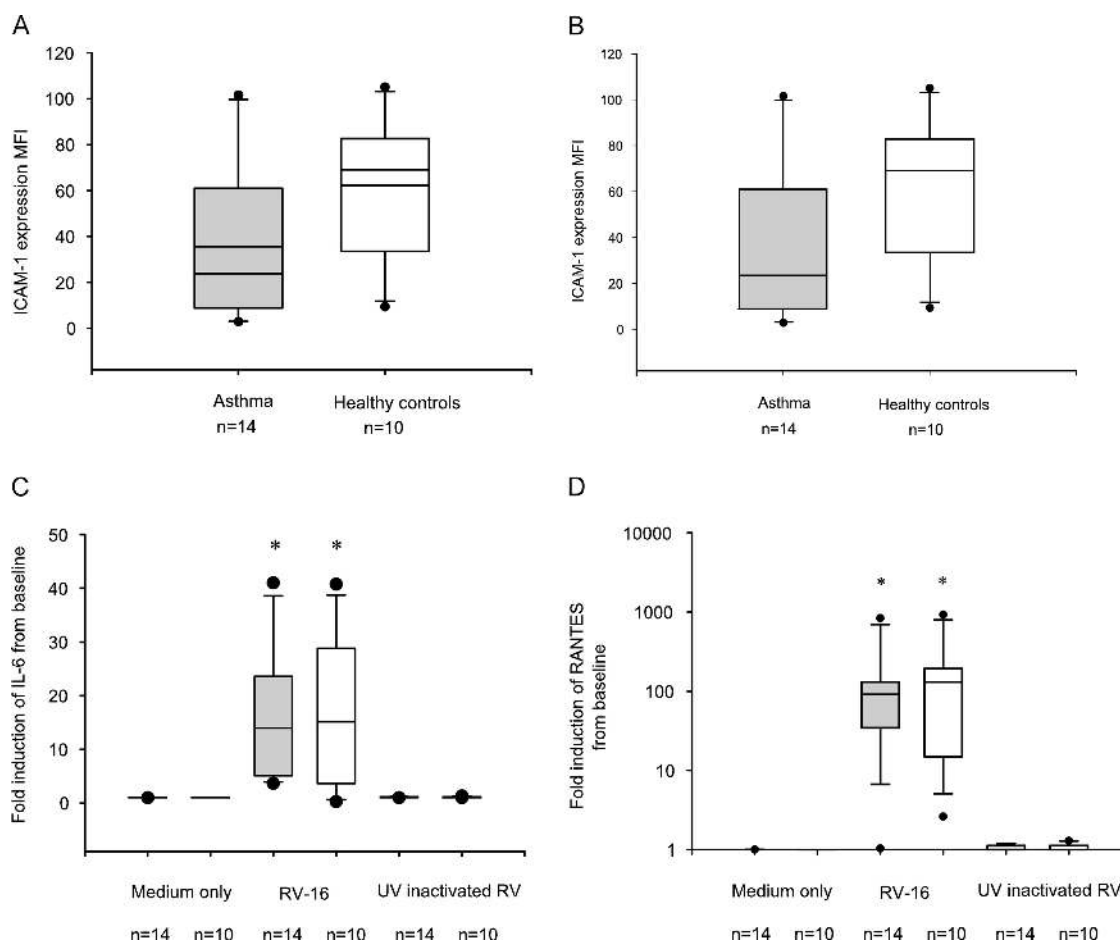 A
ICAM-1 expression MFI
120
100
80
60
40
20
0
Asthma
n=14
Healthy controls
n=10
B
ICAM-1 expression MFI
120
100
80
60
40
20
0
Asthma
n=14
Healthy controls
n=10
C
Fold induction of IL-6 from baseline
50
40
30
20
10
0
*
*
Medium only
RV-16
UV inactivated RV
n=14
n=10
n=14
n=10
n=14
n=10
D
Fold induction of RANTES
from baseline
10000
1000
100
10
1
*
*
Medium only
RV-16
UV inactivated RV
n=14
n=10
n=14
n=10
n=14
n=10